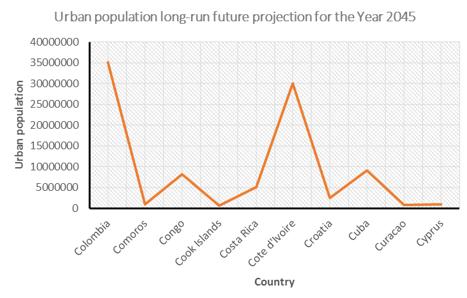 Urban population long-run future projection for the Year 2045
40000000
35000000
30000000
25000000
20000000
15000000
10000000
5000000
0
Urban population
Colombia
Comoros
Congo
Cook Islands
Costa Rica
Cote d'Ivoire
Croatia
Cuba
Curacao
Cyprus
Country